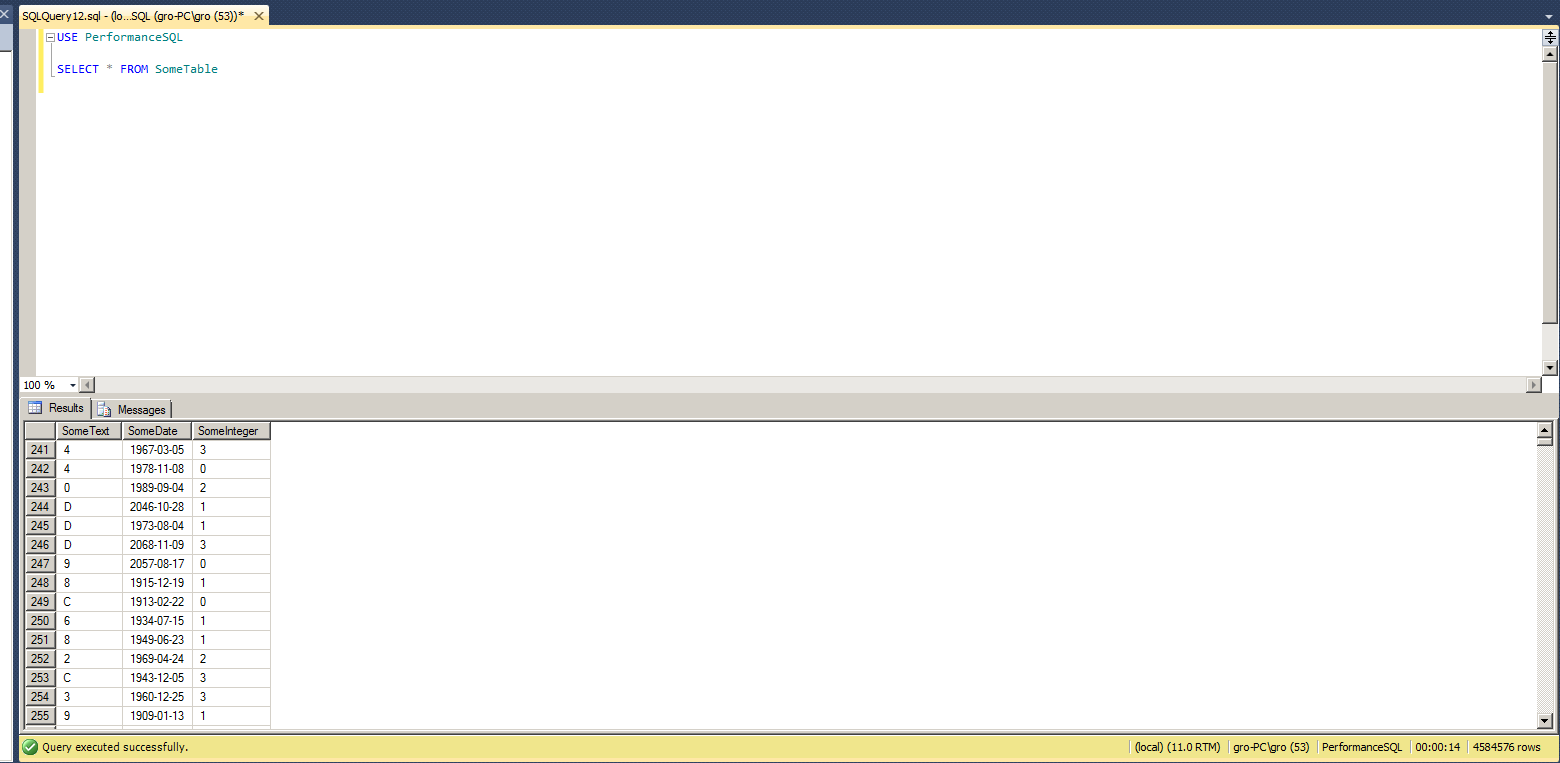 SQLQuery12.sql - (lo...SQL (gro-PC\gro (53))*
USE PerformanceSQL
SELECT * FROM SomeTable
100 %
Results Messages
SomeText SomeDate SomeInteger
241 4 1967-03-05 3
242 4 1978-11-08 0
243 0 1989-09-04 2
244 D 2046-10-28 1
245 D 1973-08-04 1
246 D 2068-11-09 3
247 9 2057-08-17 0
248 8 1915-12-19 1
249 C 1913-02-22 0
250 6 1934-07-15 1
251 8 1949-06-23 1
252 2 1969-04-24 2
253 C 1943-12-05 3
254 3 1960-12-25 3
255 9 1909-01-13 1
Query executed successfully. (local) (11.0 RTM) gro-PC\gro (53) PerformanceSQL 00:00:14 4584576 rows